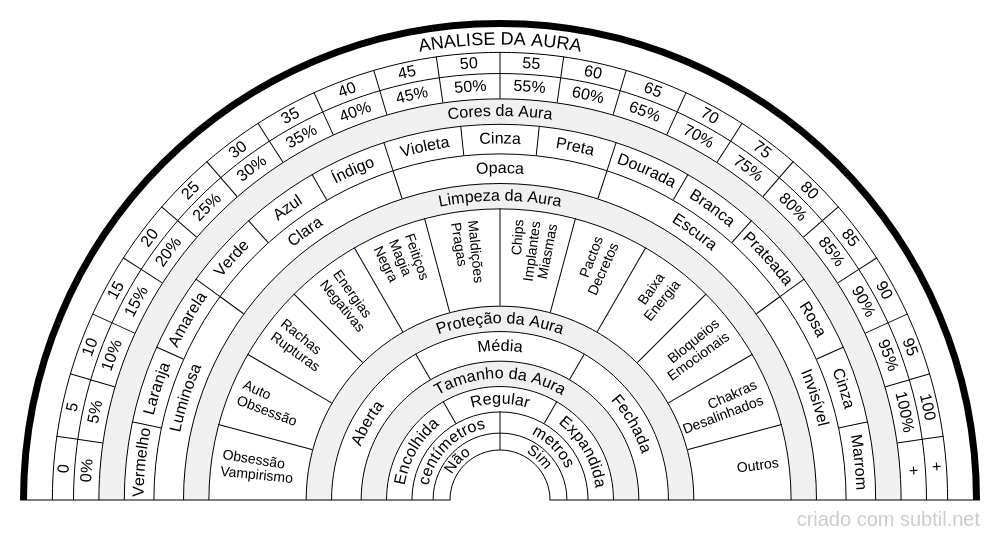 ANALISE DA AURA
0 5 10 15 20 25 30 35 40 45 50 55 60 65 70 75 80 85 90 95 100 +
0% 5% 10% 15% 20% 25% 30% 35% 40% 45% 50% 55% 60% 65% 70% 75% 80% 85% 90% 95% 100% +
Cores da Aura
Vermelho Laranja Amarela Verde Azul Índigo Violeta Cinza Preta Dourada Branca Prateada Rosa Cinza Marrom
Luminosa Clara Opaca Escura Invisível
Limpeza da Aura
Obsessão
Vampirismo
Auto
Obsessão
Rachas
Rupturas
Energias
Negativas
Feitiços
Magia
Negra
Maldições
Pragas
Chips
Implantes
Miasmas
Pactos
Decretos
Baixa
Energia
Bloqueios
Emocionais
Chakras
Desalinhados
Outros
Proteção da Aura
Aberta Média Fechada
Tamanho da Aura
Encolhida Regular Expandida
centímetros metros
Não Sim
criado com subtil.net